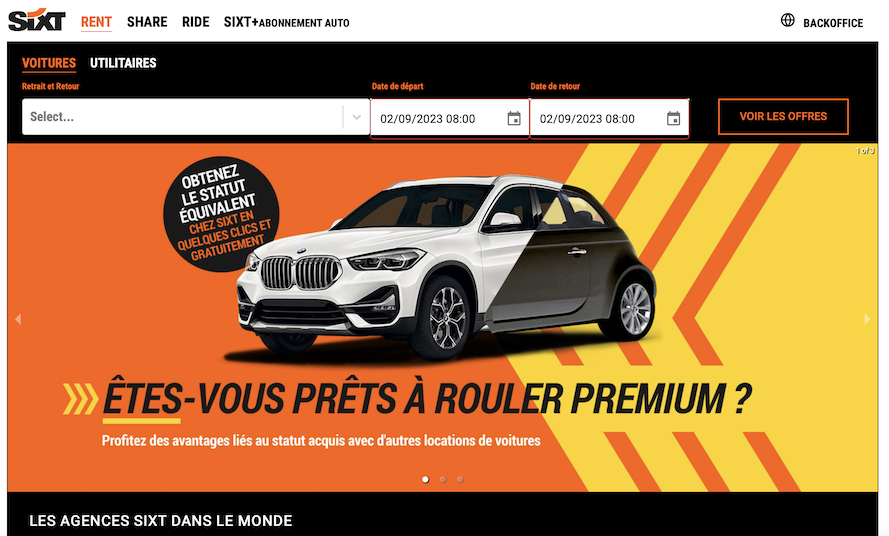 SIXT
RENT SHARE RIDE SIXT+ABONNEMENT AUTO BACKOFFICE
VOITURES UTILITAIRES
Retrait et Retour Date de départ Date de retour
Select... 02/09/2023 08:00 02/09/2023 08:00 VOIR LES OFFRES
1 of 3
OBTENEZ
LE STATUT
ÉQUIVALENT
CHEZ SIXT EN
QUELQUES CLICS ET
GRATUITEMENT
ÊTES-VOUS PRÊTS À ROULER PREMIUM ?
Profitez des avantages liés au statut acquis avec d'autres locations de voitures
LES AGENCES SIXT DANS LE MONDE